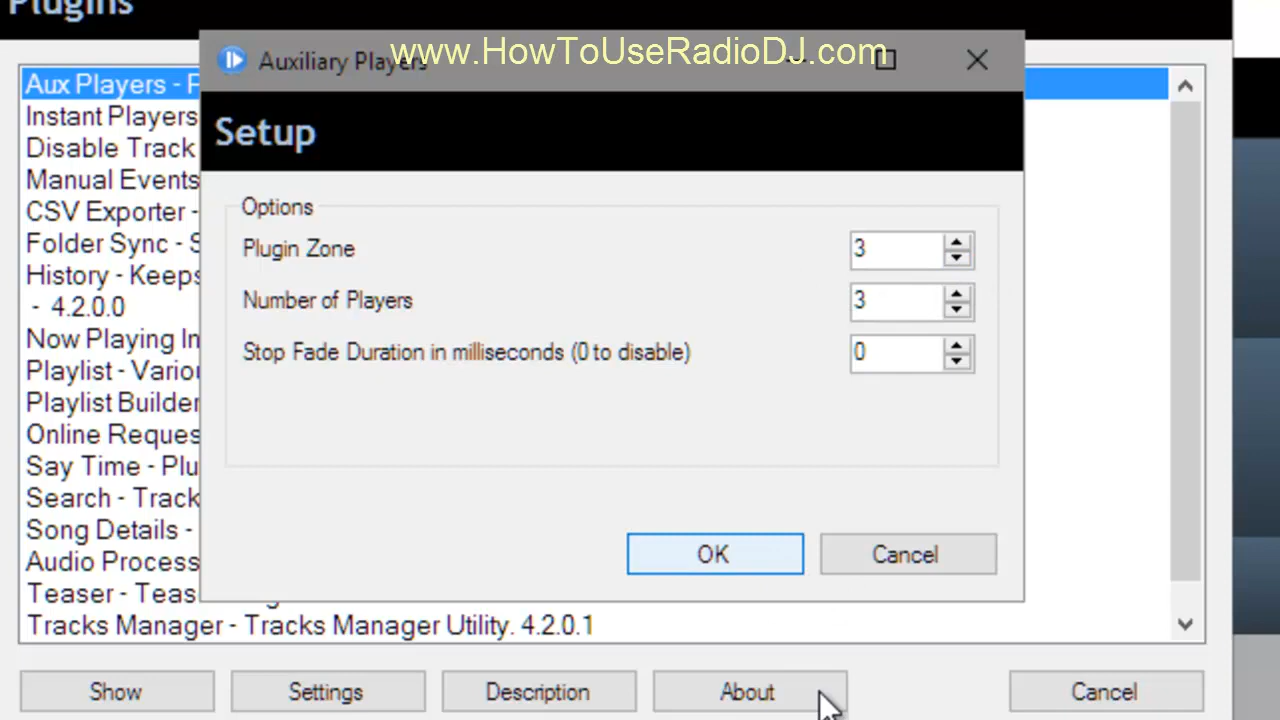 Plugins
www.HowToUseRadioDJ.com
Auxiliary Players
Setup
Aux Players - P
Instant Players
Disable Track
Manual Events
CSV Exporter -
Folder Sync - S
History - Keeps
- 4.2.0.0
Now Playing In
Playlist - Variou
Playlist Builder
Online Reques
Say Time - Plu
Search - Track
Song Details -
Audio Process
Teaser - Teas
Tracks Manager - Tracks Manager Utility. 4.2.0.1
Options
Plugin Zone 3
Number of Players 3
Stop Fade Duration in milliseconds (0 to disable) 0
OK Cancel
Show Settings Description About Cancel